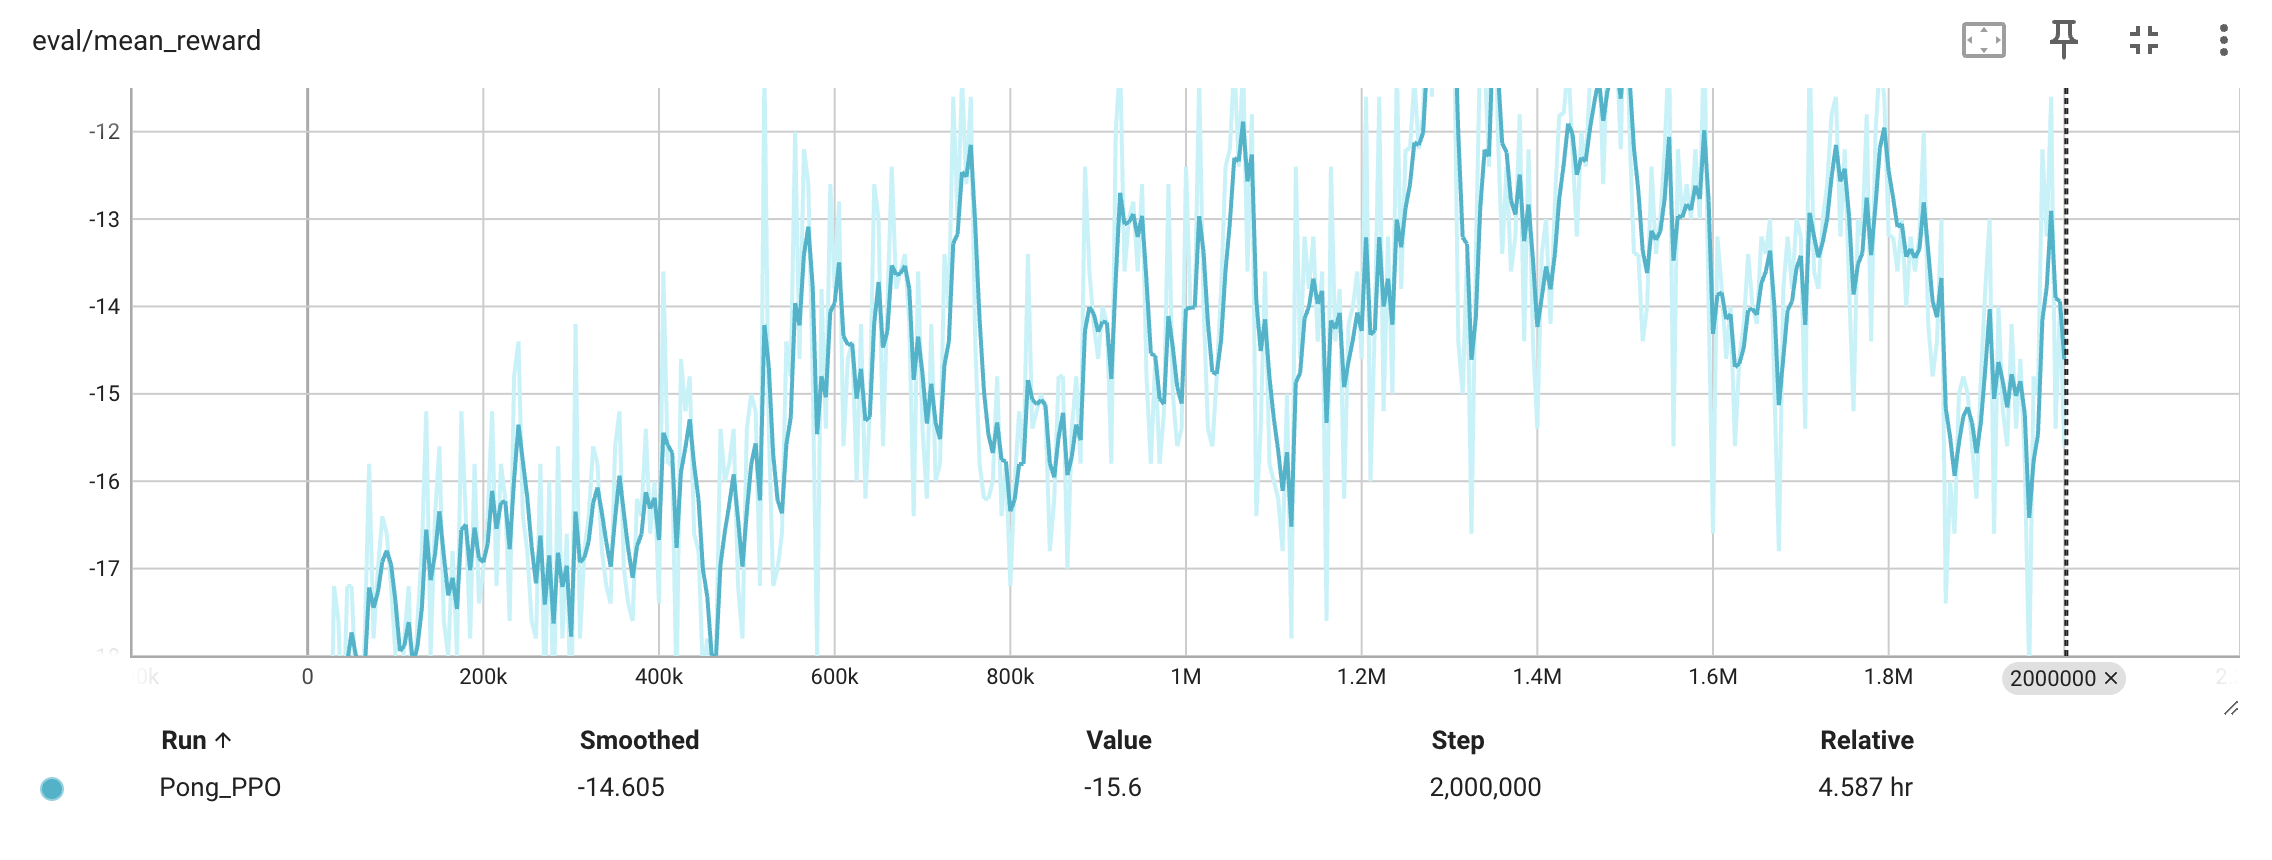 eval/mean_reward
-12
-13
-14
-15
-16
-17
0k 0 200k 400k 600k 800k 1M 1.2M 1.4M 1.6M 1.8M 2000000 ×
Run ↑ Smoothed Value Step Relative
Pong_PPO -14.605 -15.6 2,000,000 4.587 hr